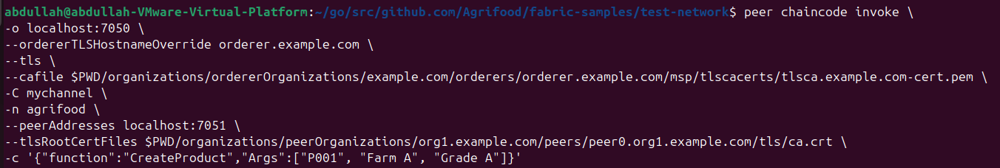 abdullah@abdullah-VMware-Virtual-Platform:~/go/src/github.com/Agrifood/fabric-samples/test-network$ peer chaincode invoke \
-o localhost:7050 \
--ordererTLSHostnameOverride orderer.example.com \
--tls \
--cafile $PWD/organizations/ordererOrganizations/example.com/orderers/orderer.example.com/msp/tlscacerts/tlsca.example.com-cert.pem \
-C mychannel \
-n agrifood \
--peerAddresses localhost:7051 \
--tlsRootCertFiles $PWD/organizations/peerOrganizations/org1.example.com/peers/peer0.org1.example.com/tls/ca.crt \
-c '{"function":"CreateProduct","Args":["P001", "Farm A", "Grade A"]}'